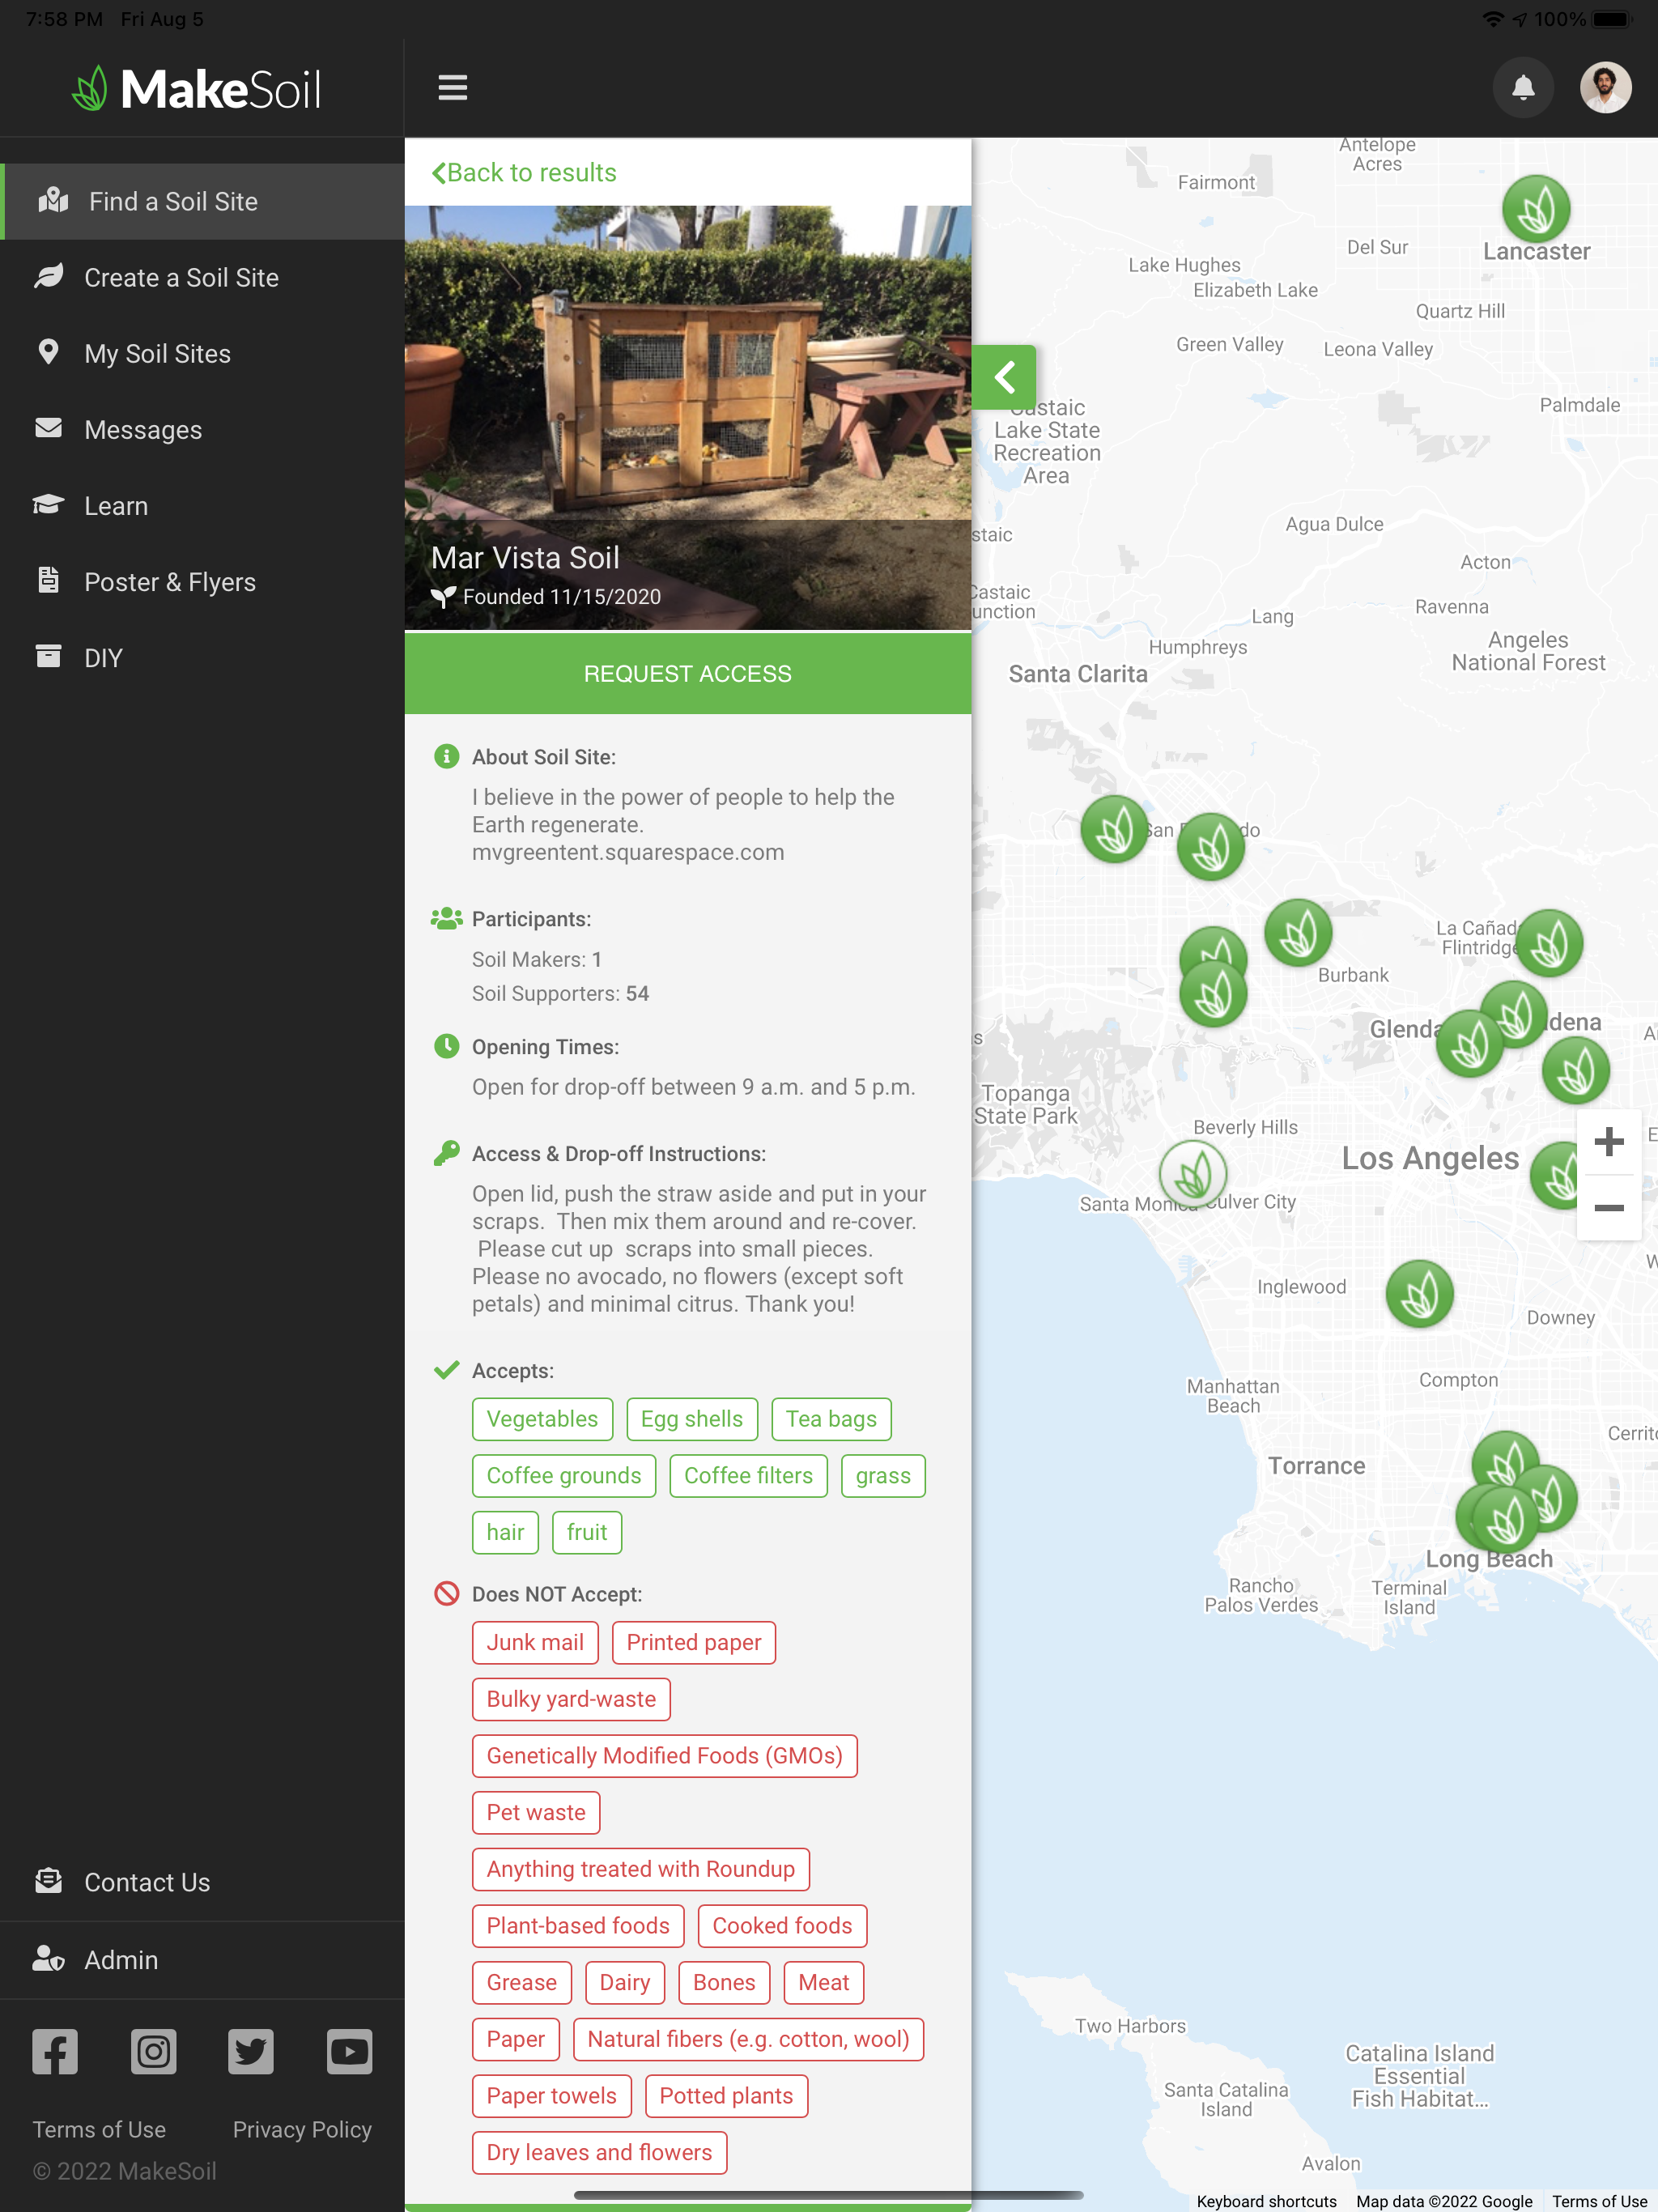 7:58 PM Fri Aug 5
100%
MakeSoil
Find a Soil Site
Create a Soil Site
My Soil Sites
Messages
Learn
Poster & Flyers
DIY
Contact Us
Admin
Terms of Use
Privacy Policy
© 2022 MakeSoil
Back to results
Mar Vista Soil
Founded 11/15/2020
REQUEST ACCESS
About Soil Site:
I believe in the power of people to help the
Earth regenerate.
mvgreentent.squarespace.com
Participants:
Soil Makers: 1
Soil Supporters: 54
Opening Times:
Open for drop-off between 9 a.m. and 5 p.m.
Access & Drop-off Instructions:
Open lid, push the straw aside and put in your
scraps. Then mix them around and re-cover.
Please cut up scraps into small pieces.
Please no avocado, no flowers (except soft
petals) and minimal citrus. Thank you!
Accepts:
Vegetables Egg shells Tea bags
Coffee grounds Coffee filters grass
hair fruit
Does NOT Accept:
Junk mail Printed paper
Bulky yard-waste
Genetically Modified Foods (GMOs)
Pet waste
Anything treated with Roundup
Plant-based foods Cooked foods
Grease Dairy Bones Meat
Paper Natural fibers (e.g. cotton, wool)
Paper towels Potted plants
Dry leaves and flowers
Antelope
Acres
Fairmont
Del Sur
Lancaster
Lake Hughes
Elizabeth Lake
Quartz Hill
Green Valley
Leona Valley
Palmdale
Lake State
Recreation
Area
Agua Dulce
Acton
Ravenna
Lang
Humphreys
Angeles
National Forest
Santa Clarita
San
La
Flintridge
Burbank
Topanga
State Park
Beverly Hills
Los Angeles
Santa Monica
Culver City
Inglewood
Downey
Manhattan
Beach
Compton
Torrance
Long Beach
Rancho
Palos Verdes
Terminal
Island
Two Harbors
Catalina Island
Essential
Fish Habitat...
Santa Catalina
Island
Avalon
Keyboard shortcuts
Map data ©2022 Google
Terms of Use